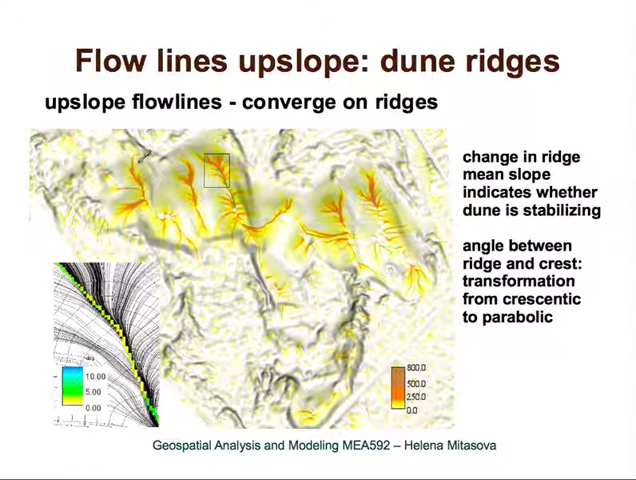 Flow lines upslope: dune ridges
upslope flowlines - converge on ridges
change in ridge
mean slope
indicates whether
dune is stabilizing
angle between
ridge and crest:
transformation
from crescentic
to parabolic
10.00
5.00
0.00
800.0
500.0
250.0
0.0
Geospatial Analysis and Modeling MEA592 – Helena Mitasova